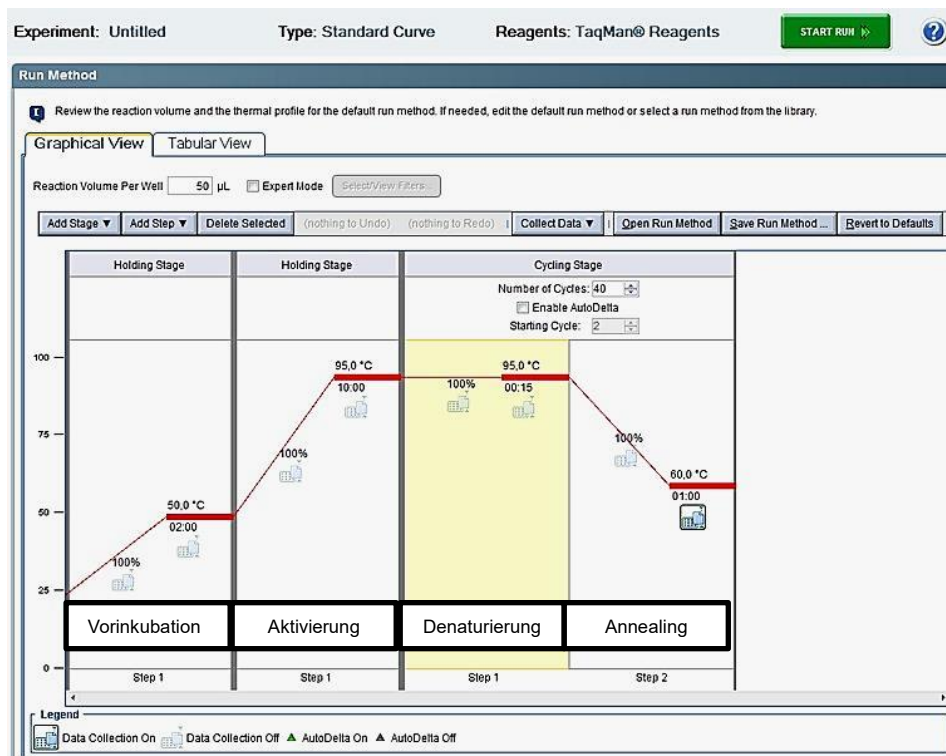 Experiment: Untitled Type: Standard Curve Reagents: TaqMan® Reagents START RUN
Run Method
Review the reaction volume and the thermal profile for the default run method. If needed, edit the default run method or select a run method from the library.
Graphical View Tabular View
Reaction Volume Per Well 50 µL Expert Mode Select/View Filters...
Add Stage ▼ Add Step ▼ Delete Selected (nothing to Undo) (nothing to Redo) Collect Data ▼ Open Run Method Save Run Method ... Revert to Defaults
Holding Stage Holding Stage Cycling Stage
Number of Cycles: 40
Enable AutoDelta
Starting Cycle: 2
100
95,0 °C 95,0 °C
10:00 100% 00:15
75
100% 100%
60,0 °C
50,0 °C 01:00
50
02:00
100%
25
Vorinkubation Aktivierung Denaturierung Annealing
0
Step 1 Step 1 Step 1 Step 2
Legend
Data Collection On Data Collection Off ▲ AutoDelta On ▲ AutoDelta Off